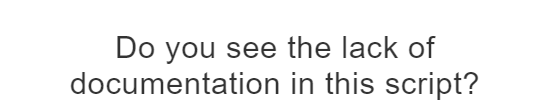 Do you see the lack of
documentation in this script?